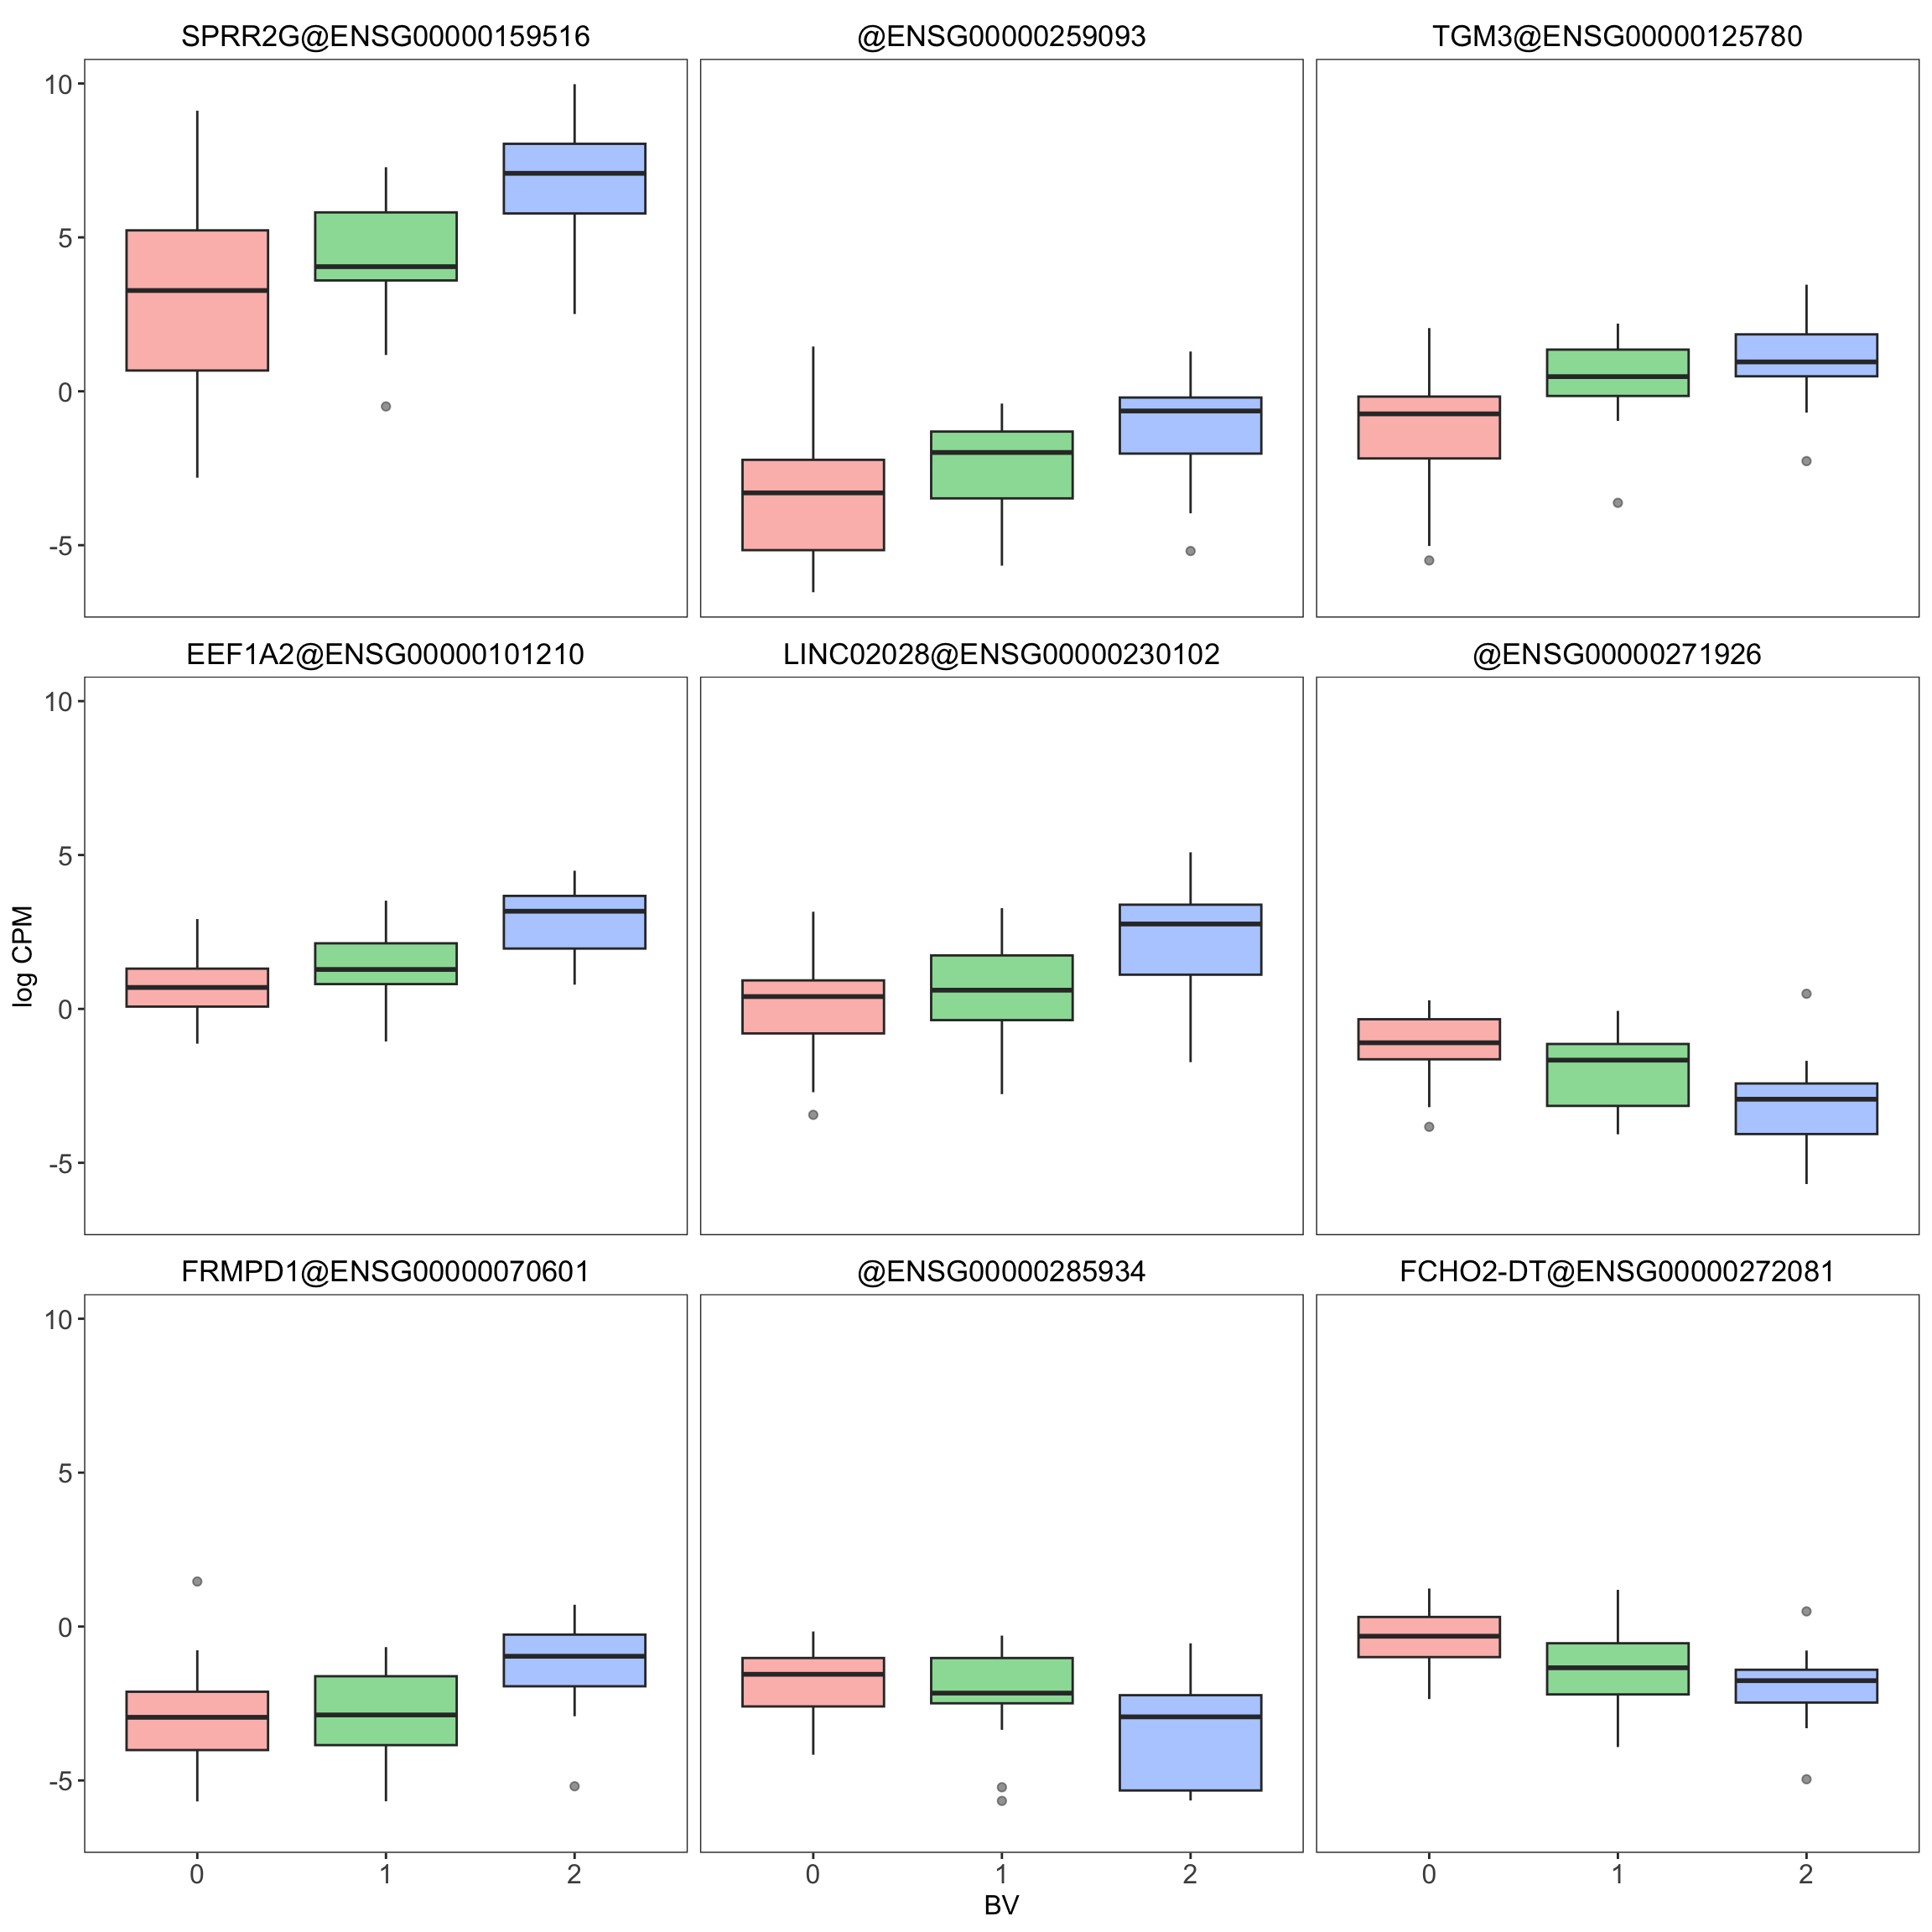 SPRR2G@ENSG00000159516
@ENSG00000259093
TGM3@ENSG00000125780
10
5
0
-5
EEF1A2@ENSG00000101210
LINC02028@ENSG00000230102
@ENSG00000271926
10
5
0
-5
log CPM
FRMPD1@ENSG00000070601
@ENSG00000285934
FCHO2-DT@ENSG00000272081
10
5
0
-5
0 1 2
0 1 2
0 1 2
BV